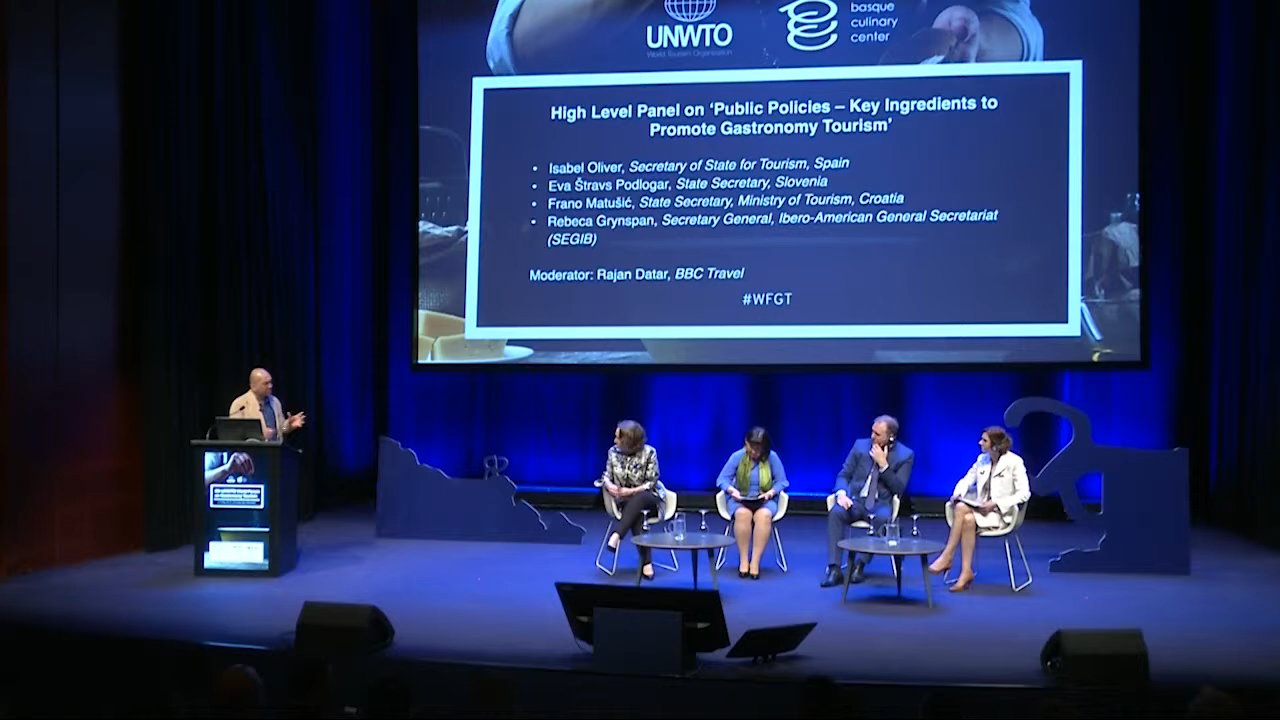 UNWTO
World Tourism Organization
basque
culinary
center
High Level Panel on ‘Public Policies – Key Ingredients to
Promote Gastronomy Tourism’
• Isabel Oliver, Secretary of State for Tourism, Spain
• Eva Štravs Podlogar, State Secretary, Slovenia
• Frano Matušić, State Secretary, Ministry of Tourism, Croatia
• Rebeca Grynspan, Secretary General, Ibero-American General Secretariat
(SEGIB)
Moderator: Rajan Datar, BBC Travel
#WFGT